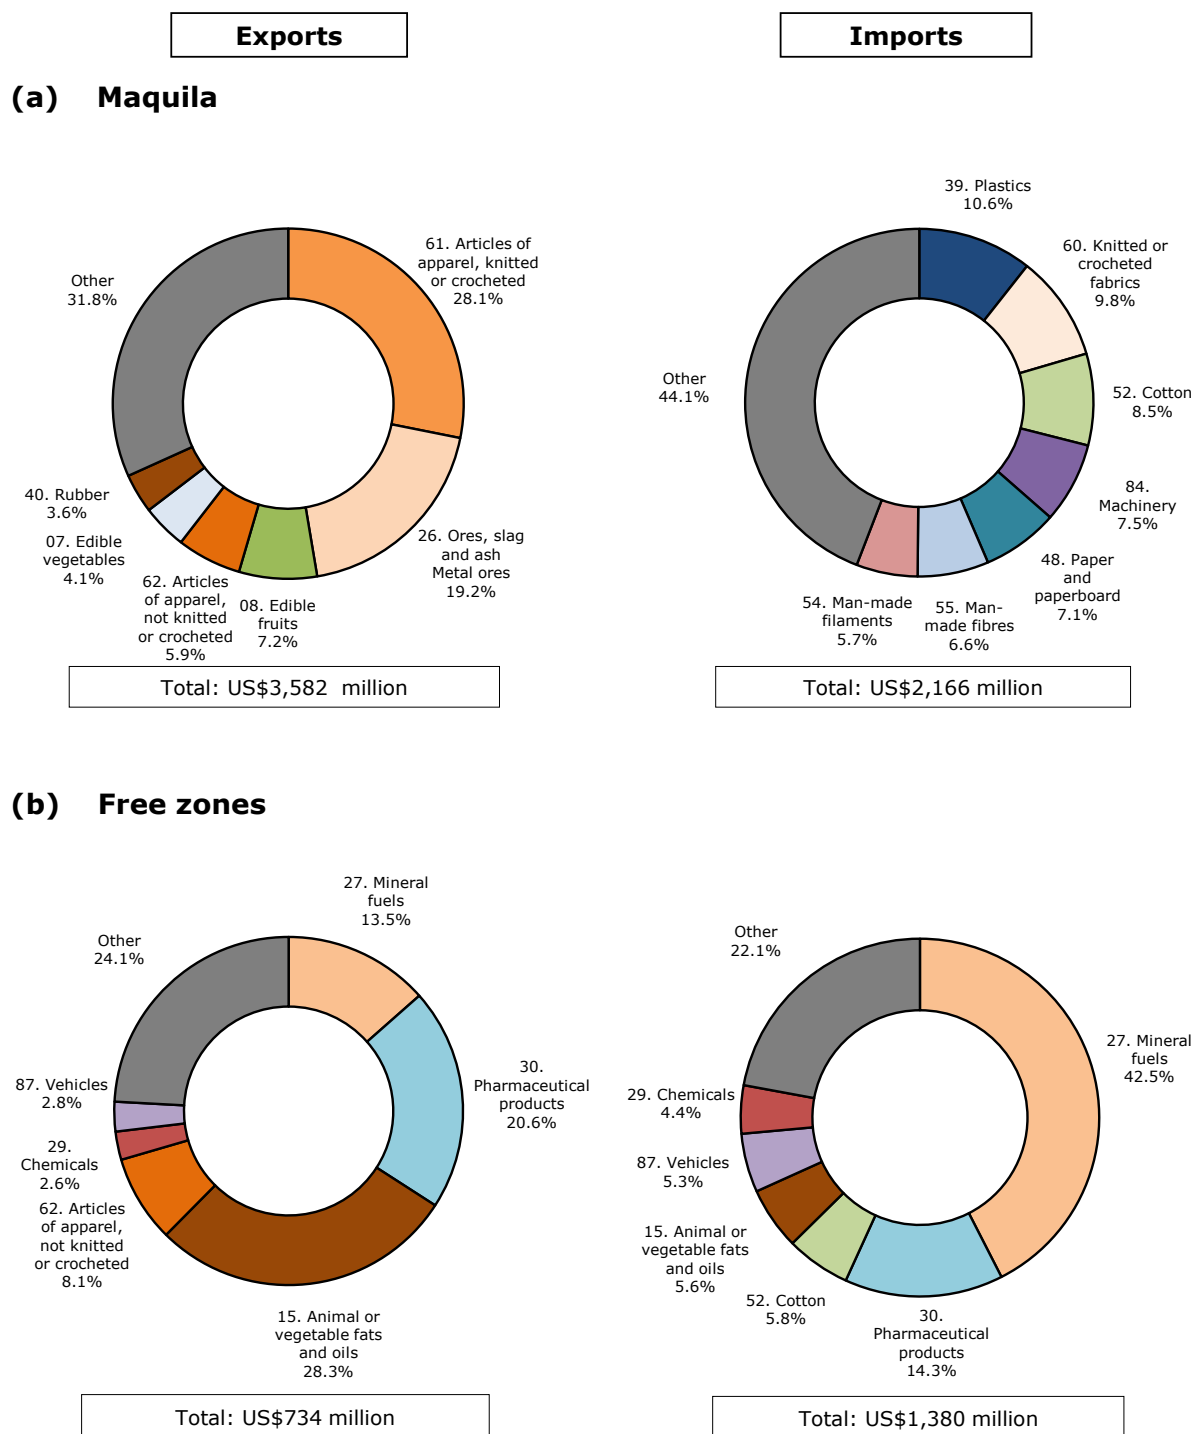 Exports
Imports
(a) Maquila
61. Articles of
apparel, knitted
or crocheted
28.1%
26. Ores, slag
and ash
Metal ores
19.2%
08. Edible
fruits
7.2%
62. Articles
of apparel,
not knitted
or crocheted
5.9%
07. Edible
vegetables
4.1%
40. Rubber
3.6%
Other
31.8%
Total: US$3,582 million
39. Plastics
10.6%
60. Knitted or
crocheted
fabrics
9.8%
52. Cotton
8.5%
84.
Machinery
7.5%
48. Paper
and
paperboard
7.1%
55. Man-
made fibres
6.6%
54. Man-made
filaments
5.7%
Other
44.1%
Total: US$2,166 million
(b) Free zones
27. Mineral
fuels
13.5%
30.
Pharmaceutical
products
20.6%
15. Animal or
vegetable fats
and oils
28.3%
62. Articles
of apparel,
not knitted
or crocheted
8.1%
29.
Chemicals
2.6%
87. Vehicles
2.8%
Other
24.1%
Total: US$734 million
27. Mineral
fuels
42.5%
30.
Pharmaceutical
products
14.3%
52. Cotton
5.8%
15. Animal or
vegetable fats
and oils
5.6%
87. Vehicles
5.3%
29. Chemicals
4.4%
Other
22.1%
Total: US$1,380 million